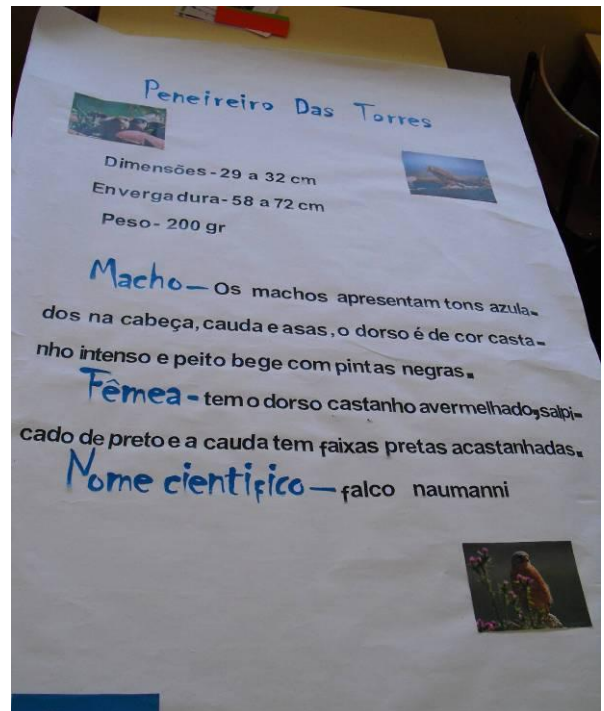 Peneireiro Das Torres
Dimensões-29 a 32 cm
Envergadura-58 a 72 cm
Peso-200 gr
Macho-Os machos apresentam tons azula-
dos na cabeça, cauda e asas, o dorso é de cor casta-
nho intenso e peito bege com pintas negras.
Fêmea-tem o dorso castanho avermelhado, salpi-
cado de preto e a cauda tem faixas pretas acastanhadas.
Nome cientifico-falco naumanni